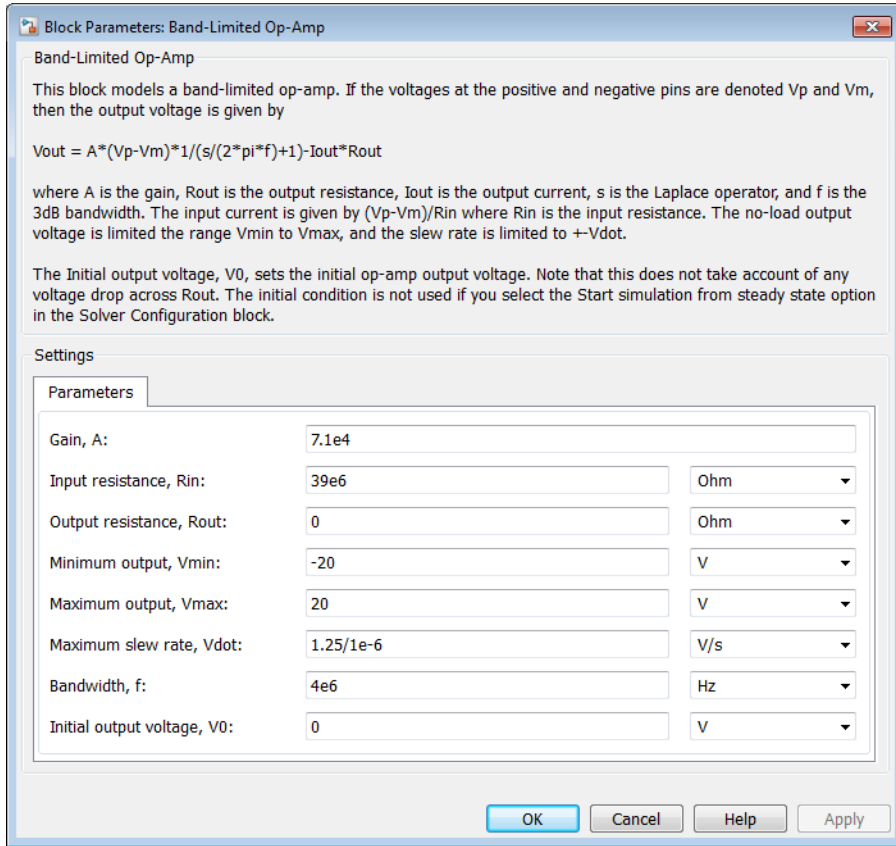 Block Parameters: Band-Limited Op-Amp
Band-Limited Op-Amp
This block models a band-limited op-amp. If the voltages at the positive and negative pins are denoted Vp and Vm,
then the output voltage is given by
Vout = A*(Vp-Vm)*1/(s/(2*pi*f)+1)-Iout*Rout
where A is the gain, Rout is the output resistance, Iout is the output current, s is the Laplace operator, and f is the
3dB bandwidth. The input current is given by (Vp-Vm)/Rin where Rin is the input resistance. The no-load output
voltage is limited the range Vmin to Vmax, and the slew rate is limited to +-Vdot.
The Initial output voltage, V0, sets the initial op-amp output voltage. Note that this does not take account of any
voltage drop across Rout. The initial condition is not used if you select the Start simulation from steady state option
in the Solver Configuration block.
Settings
Parameters
Gain, A: 7.1e4
Input resistance, Rin: 39e6 Ohm
Output resistance, Rout: 0 Ohm
Minimum output, Vmin: -20 V
Maximum output, Vmax: 20 V
Maximum slew rate, Vdot: 1.25/1e-6 V/s
Bandwidth, f: 4e6 Hz
Initial output voltage, V0: 0 V
OK Cancel Help Apply